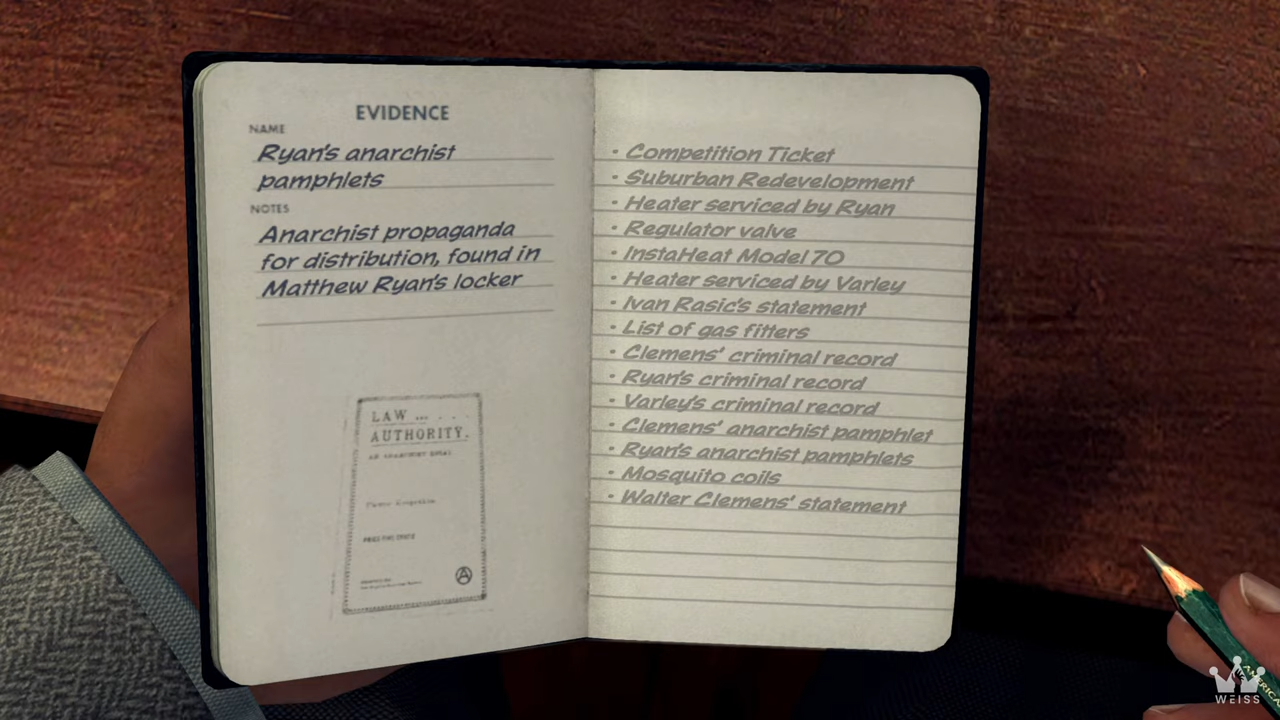 EVIDENCE
NAME
Ryan's anarchist
pamphlets
NOTES
Anarchist propaganda
for distribution, found in
Matthew Ryan's locker
LAW ... . . .
AUTHORITY.
AN ANARCHIST ESSAY
• Competition Ticket
• Suburban Redevelopment
• Heater serviced by Ryan
• Regulator valve
• InstaHeat Model 70
• Heater serviced by Varley
• Ivan Rasic's statement
• List of gas fitters
• Clemens' criminal record
• Ryan's criminal record
• Varley's criminal record
• Clemens' anarchist pamphlet
• Ryan's anarchist pamphlets
• Mosquito coils
• Walter Clemens' statement
WEISS